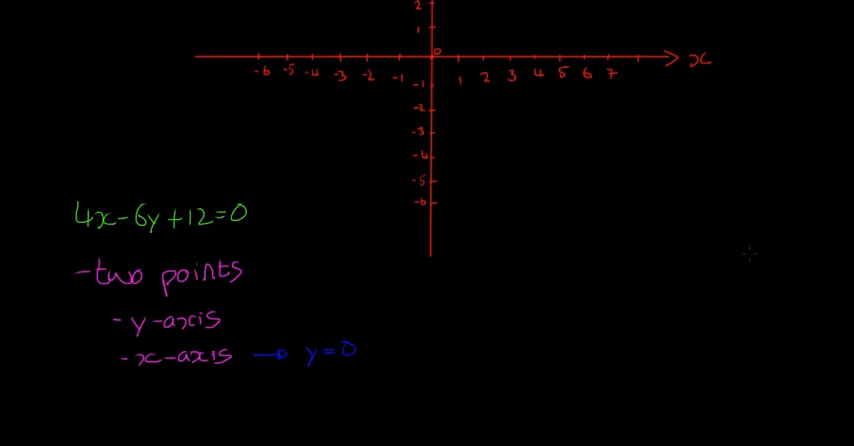 2
1
0
-6 -5 -4 -3 -2 -1 1 2 3 4 5 6 7 x
-1
-2
-3
-4
-5
-6
4x-6y+12=0
-two points
-y-axis
-x-axis → y=0